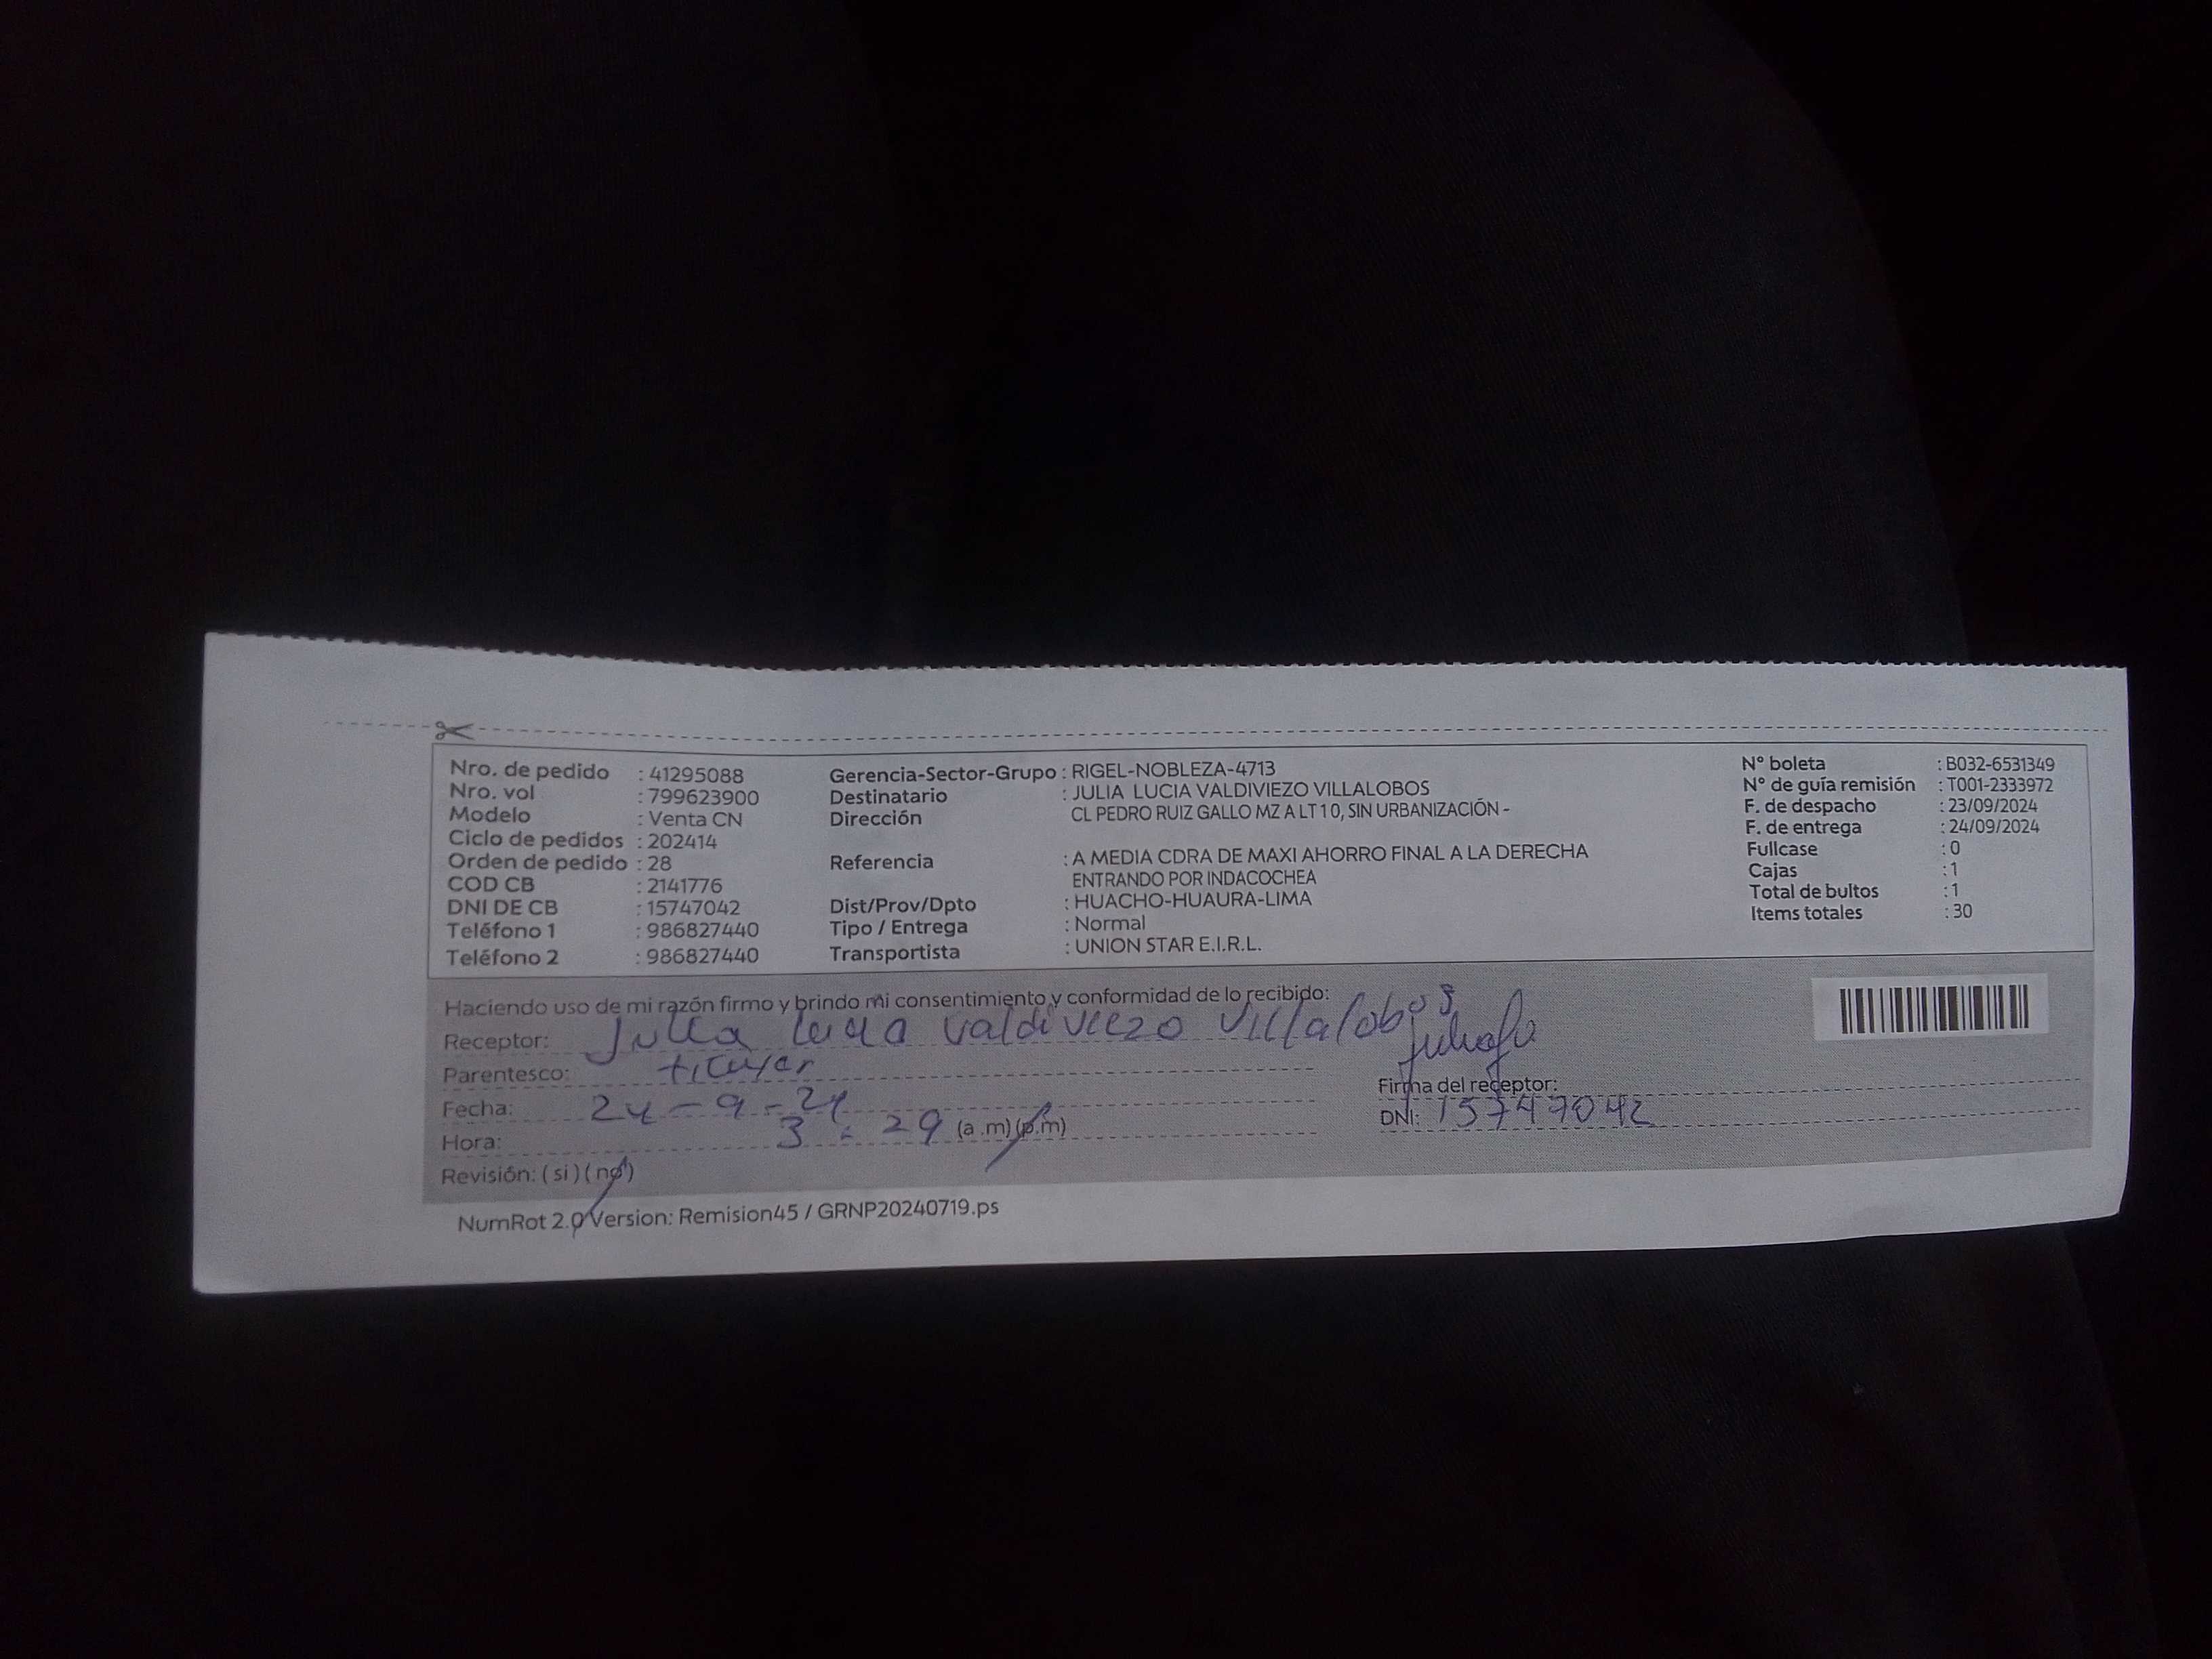 Nro. de pedido : 41295088
Nro. vol : 799623900
Modelo : Venta CN
Ciclo de pedidos : 202414
Orden de pedido : 28
COD CB : 2141776
DNI DE CB : 15747042
Teléfono 1 : 986827440
Teléfono 2 : 986827440
Gerencia-Sector-Grupo : RIGEL-NOBLEZA-4713
Destinatario : JULIA LUCIA VALDIVIEZO VILLALOBOS
Dirección CL PEDRO RUIZ GALLO MZ A LT 10, SIN URBANIZACIÓN -
Referencia : A MEDIA CDRA DE MAXI AHORRO FINAL A LA DERECHA
ENTRANDO POR INDACOCHEA
Dist/Prov/Dpto : HUACHO-HUAURA-LIMA
Tipo / Entrega : Normal
Transportista : UNION STAR E.I.R.L.
N° boleta : B032-6531349
N° de guía remisión : T001-2333972
F. de despacho : 23/09/2024
F. de entrega : 24/09/2024
Fullcase : 0
Cajas : 1
Total de bultos : 1
Items totales : 30
Haciendo uso de mi razón firmo y brindo mi consentimiento y conformidad de lo recibido:
Receptor: Julia Lucia Valdiviezo Villalobos
Parentesco: titular
Fecha: 24-9-24
Hora: 3:29 (a.m) (p.m)
Revisión: (si) (no)
Firma del receptor:
DNI: 15747042
NumRot 2.0 Version: Remision45 / GRNP20240719.ps